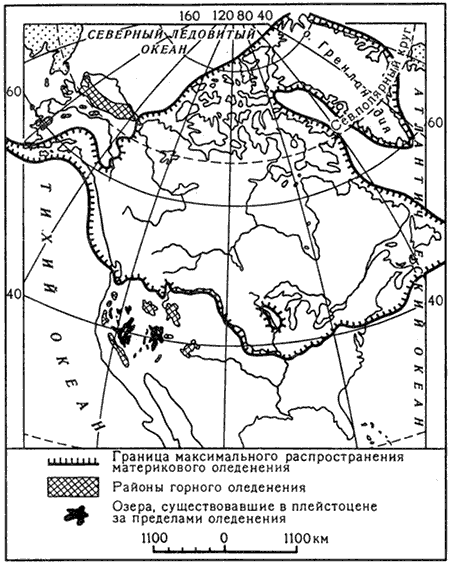 160 120 80 40
СЕВЕРНЫЙ ЛЕДОВИТЫЙ
ОКЕАН
о. Гренландия
Сев. полярный круг
60
60
АТЛАНТИЧЕСКИЙ ОКЕАН
ТИХИЙ ОКЕАН
40
40
Граница максимального распространения
материкового оледенения
Районы горного оледенения
Озера, существовавшие в плейстоцене
за пределами оледенения
1100 0 1100 км